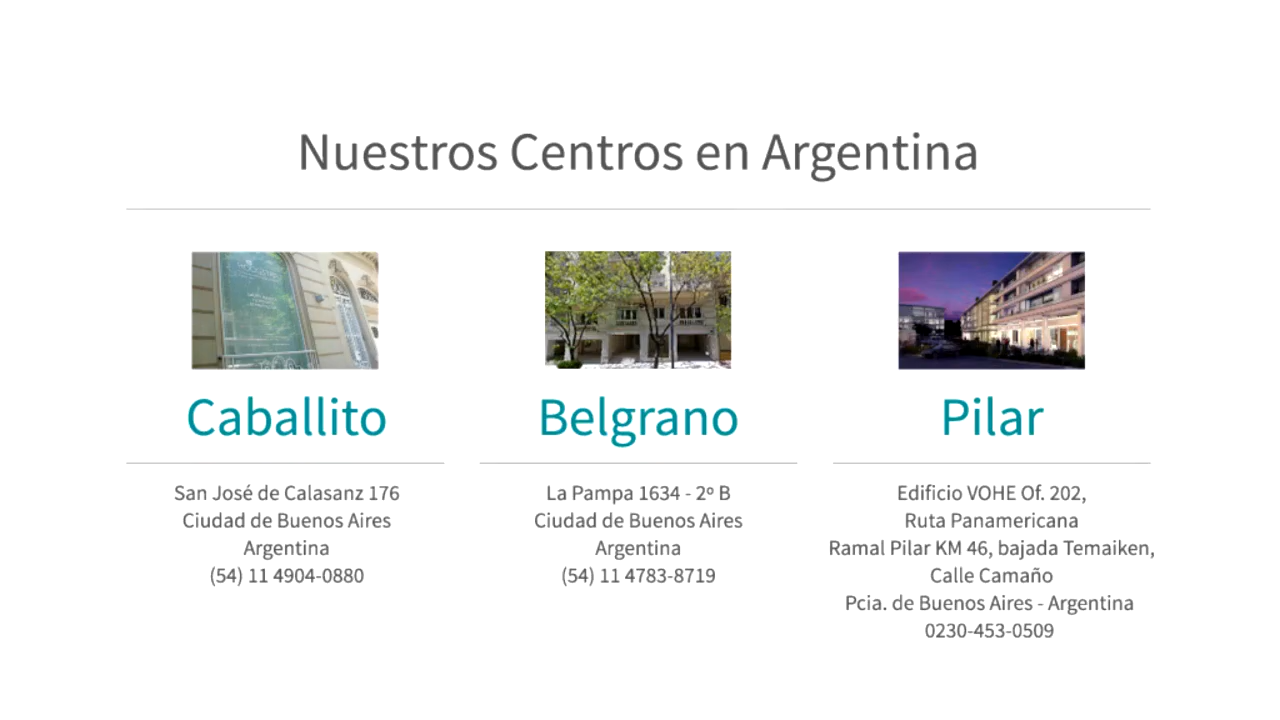 Nuestros Centros en Argentina
Caballito
San José de Calasanz 176
Ciudad de Buenos Aires
Argentina
(54) 11 4904-0880
Belgrano
La Pampa 1634 - 2º B
Ciudad de Buenos Aires
Argentina
(54) 11 4783-8719
Pilar
Edificio VOHE Of. 202,
Ruta Panamericana
Ramal Pilar KM 46, bajada Temaiken,
Calle Camaño
Pcia. de Buenos Aires - Argentina
0230-453-0509